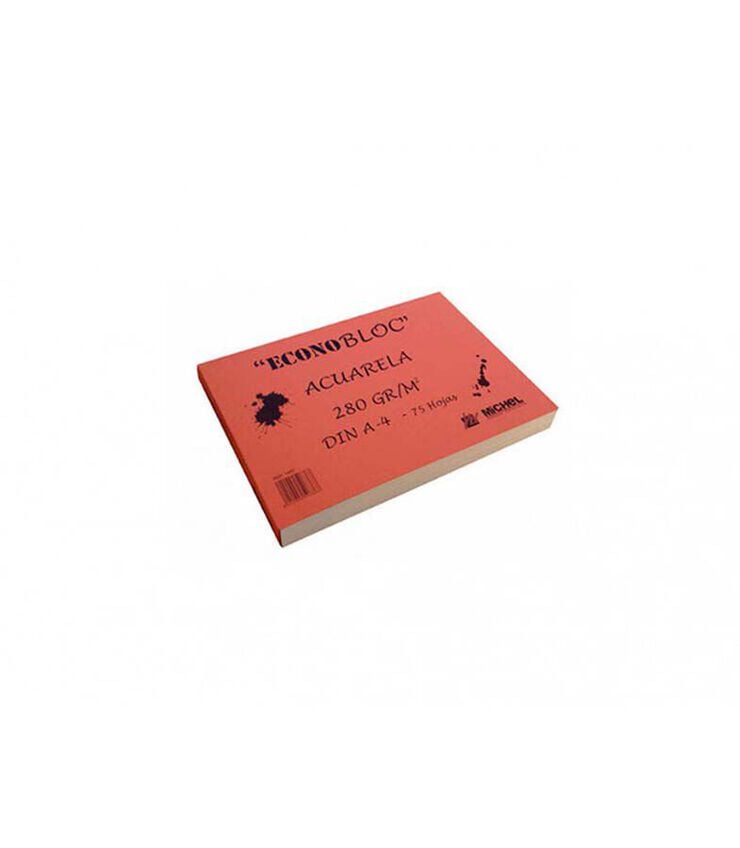 "ECONOBLOC"
ACUARELA
280 GR/M²
DIN A-4 - 75 Hojas
MICHEL